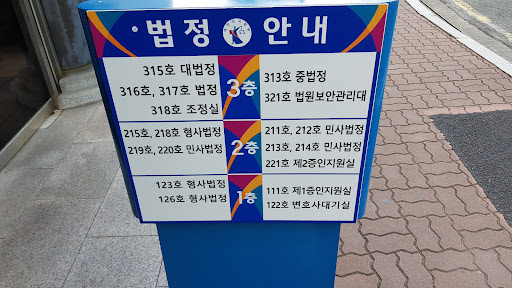 법정 안내
315호 대법정
316호, 317호 법정
318호 조정실
3층
313호 중법정
321호 법원보안관리대
215호, 218호 형사법정
219호, 220호 민사법정
2층
211호, 212호 민사법정
213호, 214호 민사법정
221호 제2증인지원실
123호 형사법정
126호 형사법정
1층
111호 제1증인지원실
122호 변호사대기실